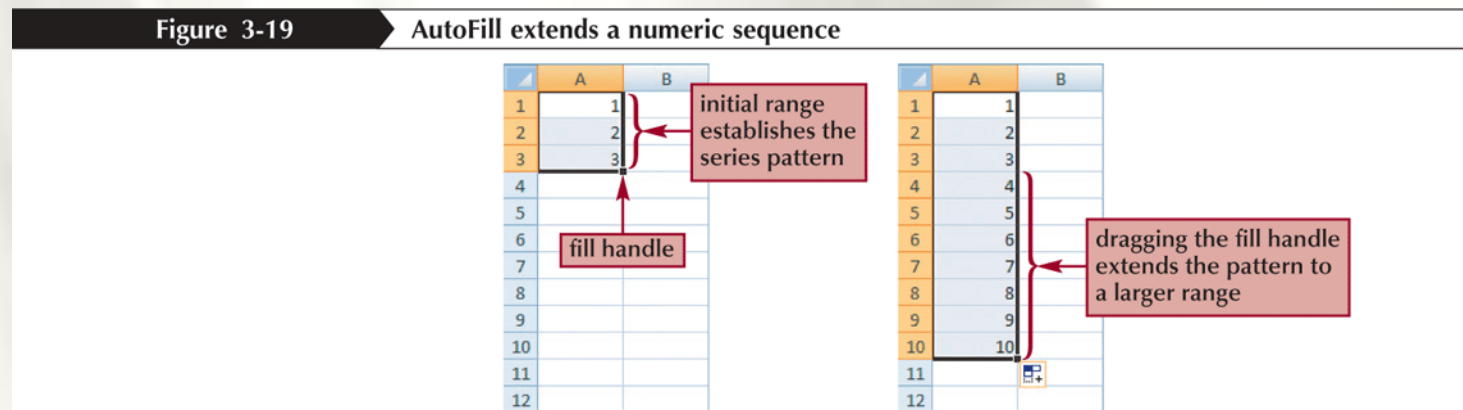 Figure 3-19
AutoFill extends a numeric sequence
A B
1 1
2 2
3 3
4
5
6
7
8
9
10
11
12
initial range
establishes the
series pattern
fill handle
A B
1 1
2 2
3 3
4 4
5 5
6 6
7 7
8 8
9 9
10 10
11
12
dragging the fill handle
extends the pattern to
a larger range